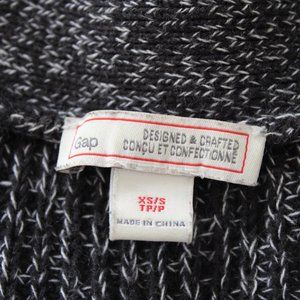 Gap
DESIGNED & CRAFTED
CONÇU ET CONFECTIONNÉ
XS/S
TP/P
MADE IN CHINA